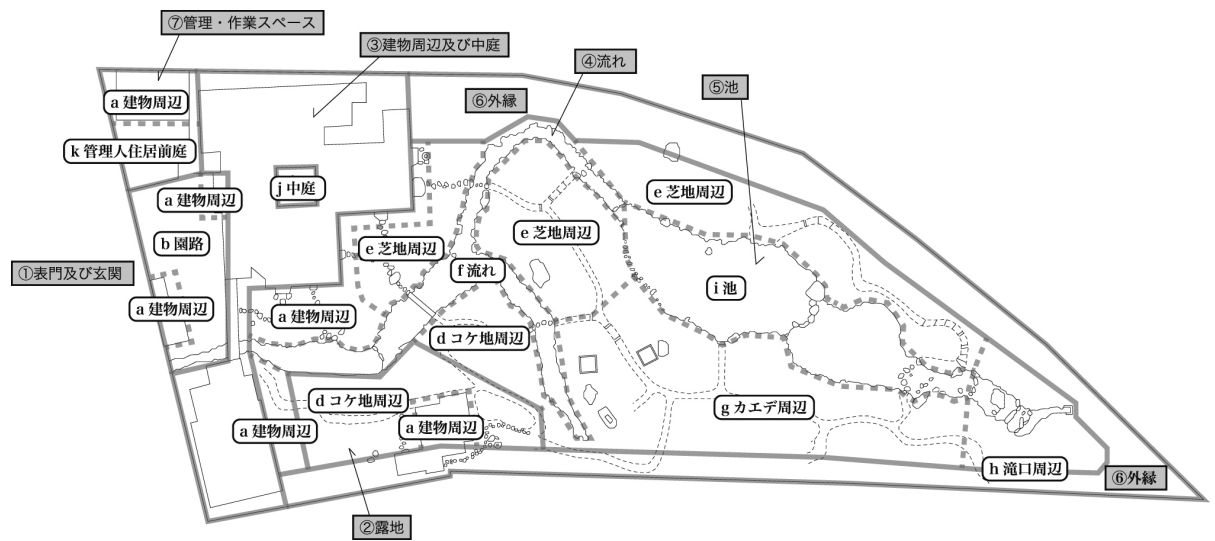 ⑦管理・作業スペース
③建物周辺及び中庭
④流れ
⑤池
⑥外縁
a 建物周辺
k 管理人住居前庭
j 中庭
a 建物周辺
e 芝地周辺
e 芝地周辺
b 園路
e 芝地周辺
①表門及び玄関
f 流れ
i 池
a 建物周辺
a 建物周辺
d コケ地周辺
d コケ地周辺
g カエデ周辺
a 建物周辺
a 建物周辺
h 滝口周辺
⑥外縁
②露地